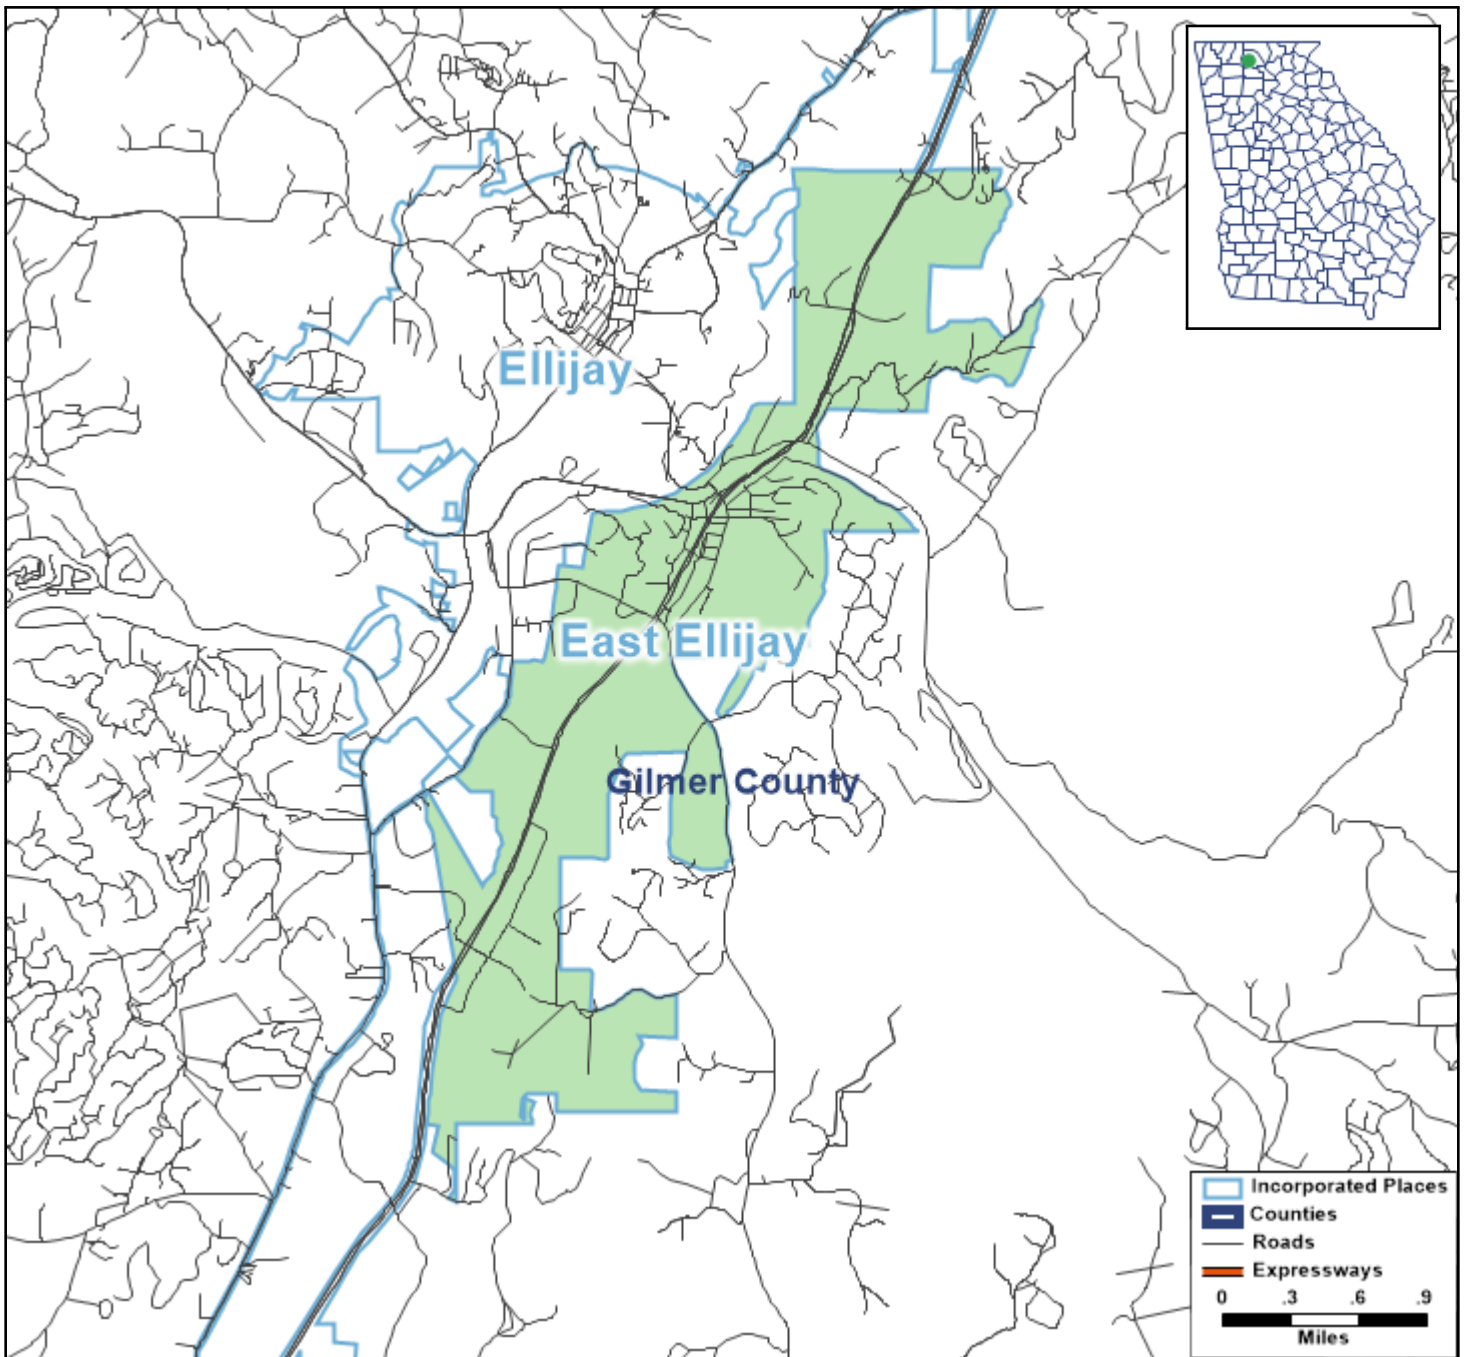 Ellijay
East Ellijay
Gilmer County
Incorporated Places
Counties
Roads
Expressways
0 .3 .6 .9
Miles